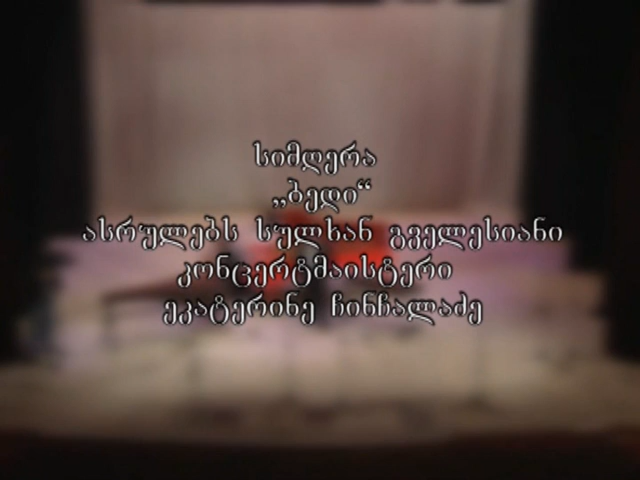 სიმღერა
„ბედი“
ასრულებს სულხან გველესიანი
კონცერტმაისტერი
ეკატერინე ჩინჩალაძე